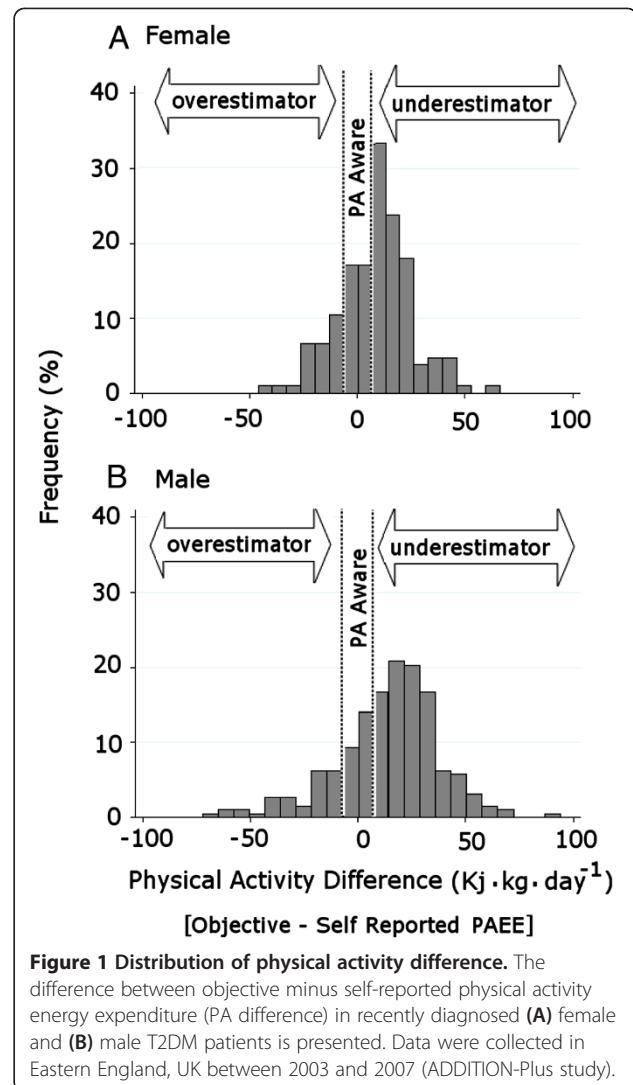 A Female
overestimator
PA Aware
underestimator
40
30
20
10
0
-100
-50
0
50
100
Frequency (%)
B Male
overestimator
PA Aware
underestimator
40
30
20
10
0
-100
-50
0
50
100
Physical Activity Difference (Kj·kg·day⁻¹)
[Objective - Self Reported PAEE]
Figure 1 Distribution of physical activity difference. The
difference between objective minus self-reported physical activity
energy expenditure (PA difference) in recently diagnosed (A) female
and (B) male T2DM patients is presented. Data were collected in
Eastern England, UK between 2003 and 2007 (ADDITION-Plus study).